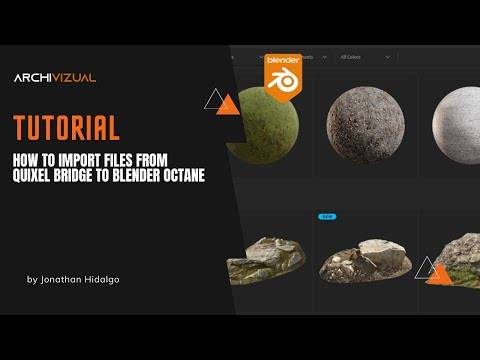 ARCHIVIZUAL
blender
All Colors
TUTORIAL
HOW TO IMPORT FILES FROM
QUIXEL BRIDGE TO BLENDER OCTANE
NEW
by Jonathan Hidalgo